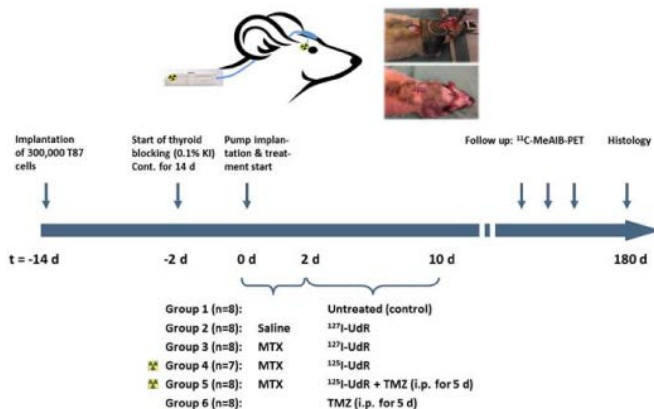 Implantation
of 300,000 T87
cells
Start of thyroid
blocking (0.1% KI)
Cont. for 14 d
Pump implan-
tation & treat-
ment start
Follow up: ¹¹C-MeAIB-PET
Histology
t = -14 d
-2 d
0 d
2 d
10 d
180 d
Group 1 (n=8): Untreated (control)
Group 2 (n=8): Saline ¹²⁷I-UdR
Group 3 (n=8): MTX ¹²⁷I-UdR
Group 4 (n=7): MTX ¹²⁵I-UdR
Group 5 (n=8): MTX ¹²⁵I-UdR + TMZ (i.p. for 5 d)
Group 6 (n=8): TMZ (i.p. for 5 d)